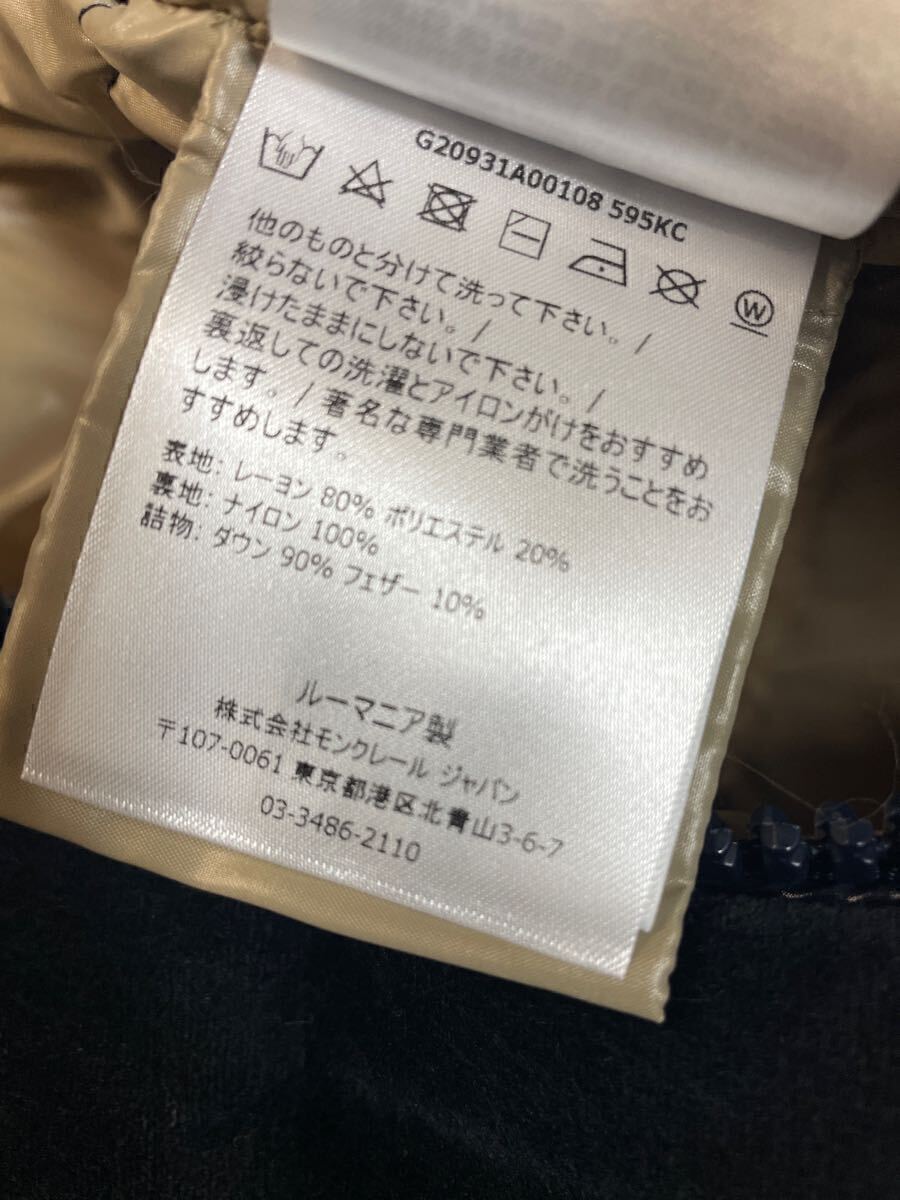 G20931A00108 595KC
W
他のものと分けて洗って下さい。/
絞らないで下さい。/
浸けたままにしないで下さい。/
裏返しての洗濯とアイロンがけをおすすめ
します。/ 著名な専門業者で洗うことをお
すすめします。
表地: レーヨン 80% ポリエステル 20%
裏地: ナイロン 100%
詰物: ダウン 90% フェザー 10%
ルーマニア製
株式会社モンクレール ジャパン
〒107-0061 東京都港区北青山3-6-7
03-3486-2110